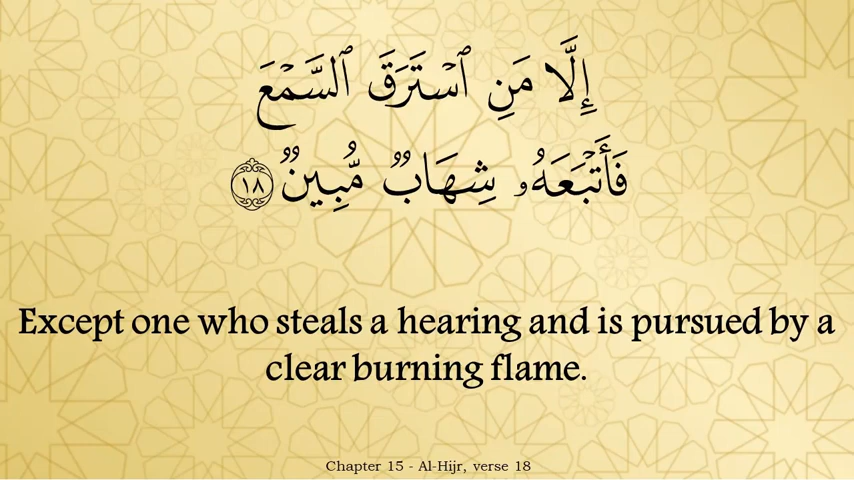 إِلَّا مَنِ ٱسْتَرَقَ ٱلسَّمْعَ
فَأَتْبَعَهُۥ شِهَابٌ مُّبِينٌ ١٨
Except one who steals a hearing and is pursued by a
clear burning flame.
Chapter 15 - Al-Hijr, verse 18